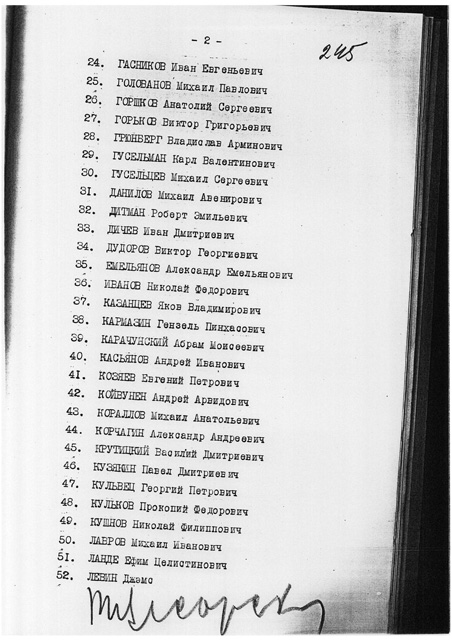 - 2 -
245
24. ГАСНИКОВ Иван Евгеньевич
25. ГОЛОВАНОВ Михаил Павлович
26. ГОРШКОВ Анатолий Сергеевич
27. ГОРЬКОВ Виктор Григорьевич
28. ГРЮНБЕРГ Владислав Арминович
29. ГУСЕЛЬМАН Карл Валентинович
30. ГУСЕЛЬЦЕВ Михаил Сергеевич
31. ДАНИЛОВ Михаил Авенирович
32. ДИТМАН Роберт Эмильевич
33. ДИЧЕВ Иван Дмитриевич
34. ДУДОРОВ Виктор Георгиевич
35. ЕМЕЛЬЯНОВ Александр Емельянович
36. ИВАНОВ Николай Федорович
37. КАЗАНЦЕВ Яков Владимирович
38. КАРМАЗИН Гензель Пинхасович
39. КАРАЧУНСКИЙ Абрам Моисеевич
40. КАСЬЯНОВ Андрей Иванович
41. КОЗЯЕВ Евгений Петрович
42. КОЙВУНЕН Андрей Арвидович
43. КОРАЛЛОВ Михаил Анатольевич
44. КОРЧАГИН Александр Андреевич
45. КРУТИЦКИЙ Василий Дмитриевич
46. КУЗЯКИН Павел Дмитриевич
47. КУЛЬВЕЦ Георгий Петрович
48. КУЛЬКОВ Прокопий Федорович
49. КУШНОВ Николай Филиппович
50. ЛАВРОВ Михаил Иванович
51. ЛАНДЕ Ефим Целистинович
52. ЛЕВИН Джемс